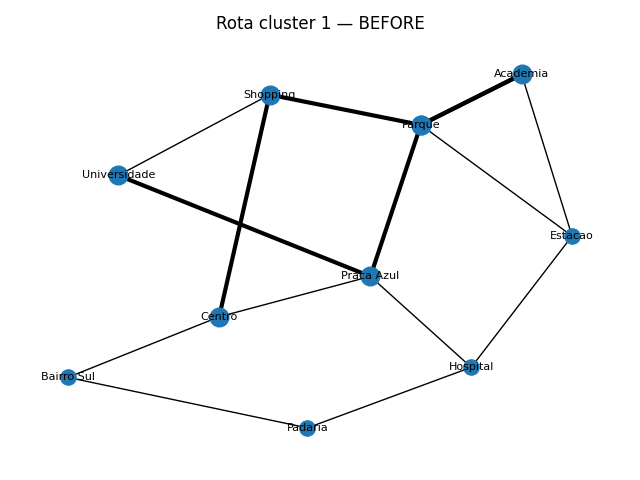 Rota cluster 1 — BEFORE
Academia
Shopping
Parque
Universidade
Estacao
Praca Azul
Centro
Hospital
Bairro Sul
Padaria